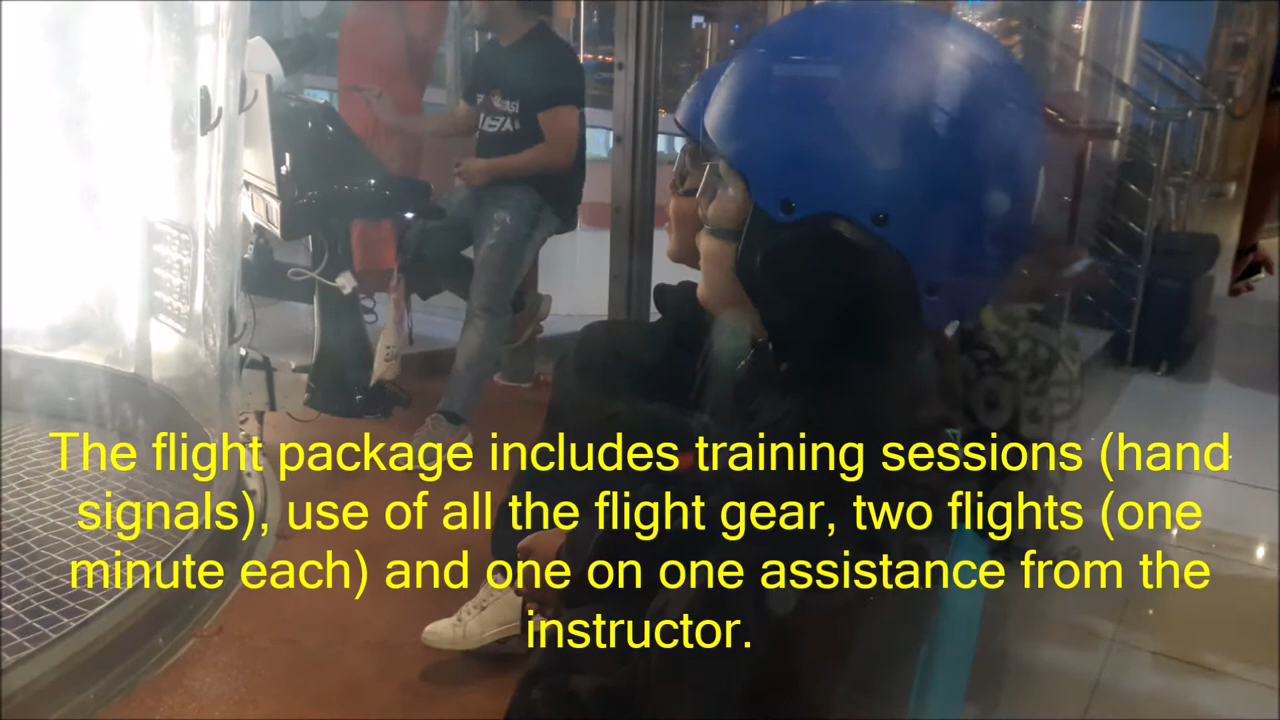 The flight package includes training sessions (hand
signals), use of all the flight gear, two flights (one
minute each) and one on one assistance from the
instructor.